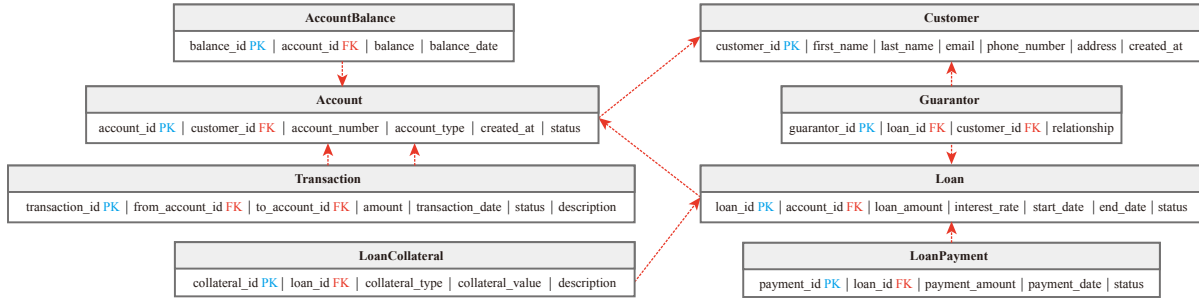 AccountBalance
balance_id PK | account_id FK | balance | balance_date
Customer
customer_id PK | first_name | last_name | email | phone_number | address | created_at
Account
account_id PK | customer_id FK | account_number | account_type | created_at | status
Guarantor
guarantor_id PK | loan_id FK | customer_id FK | relationship
Transaction
transaction_id PK | from_account_id FK | to_account_id FK | amount | transaction_date | status | description
Loan
loan_id PK | account_id FK | loan_amount | interest_rate | start_date | end_date | status
LoanCollateral
collateral_id PK | loan_id FK | collateral_type | collateral_value | description
LoanPayment
payment_id PK | loan_id FK | payment_amount | payment_date | status